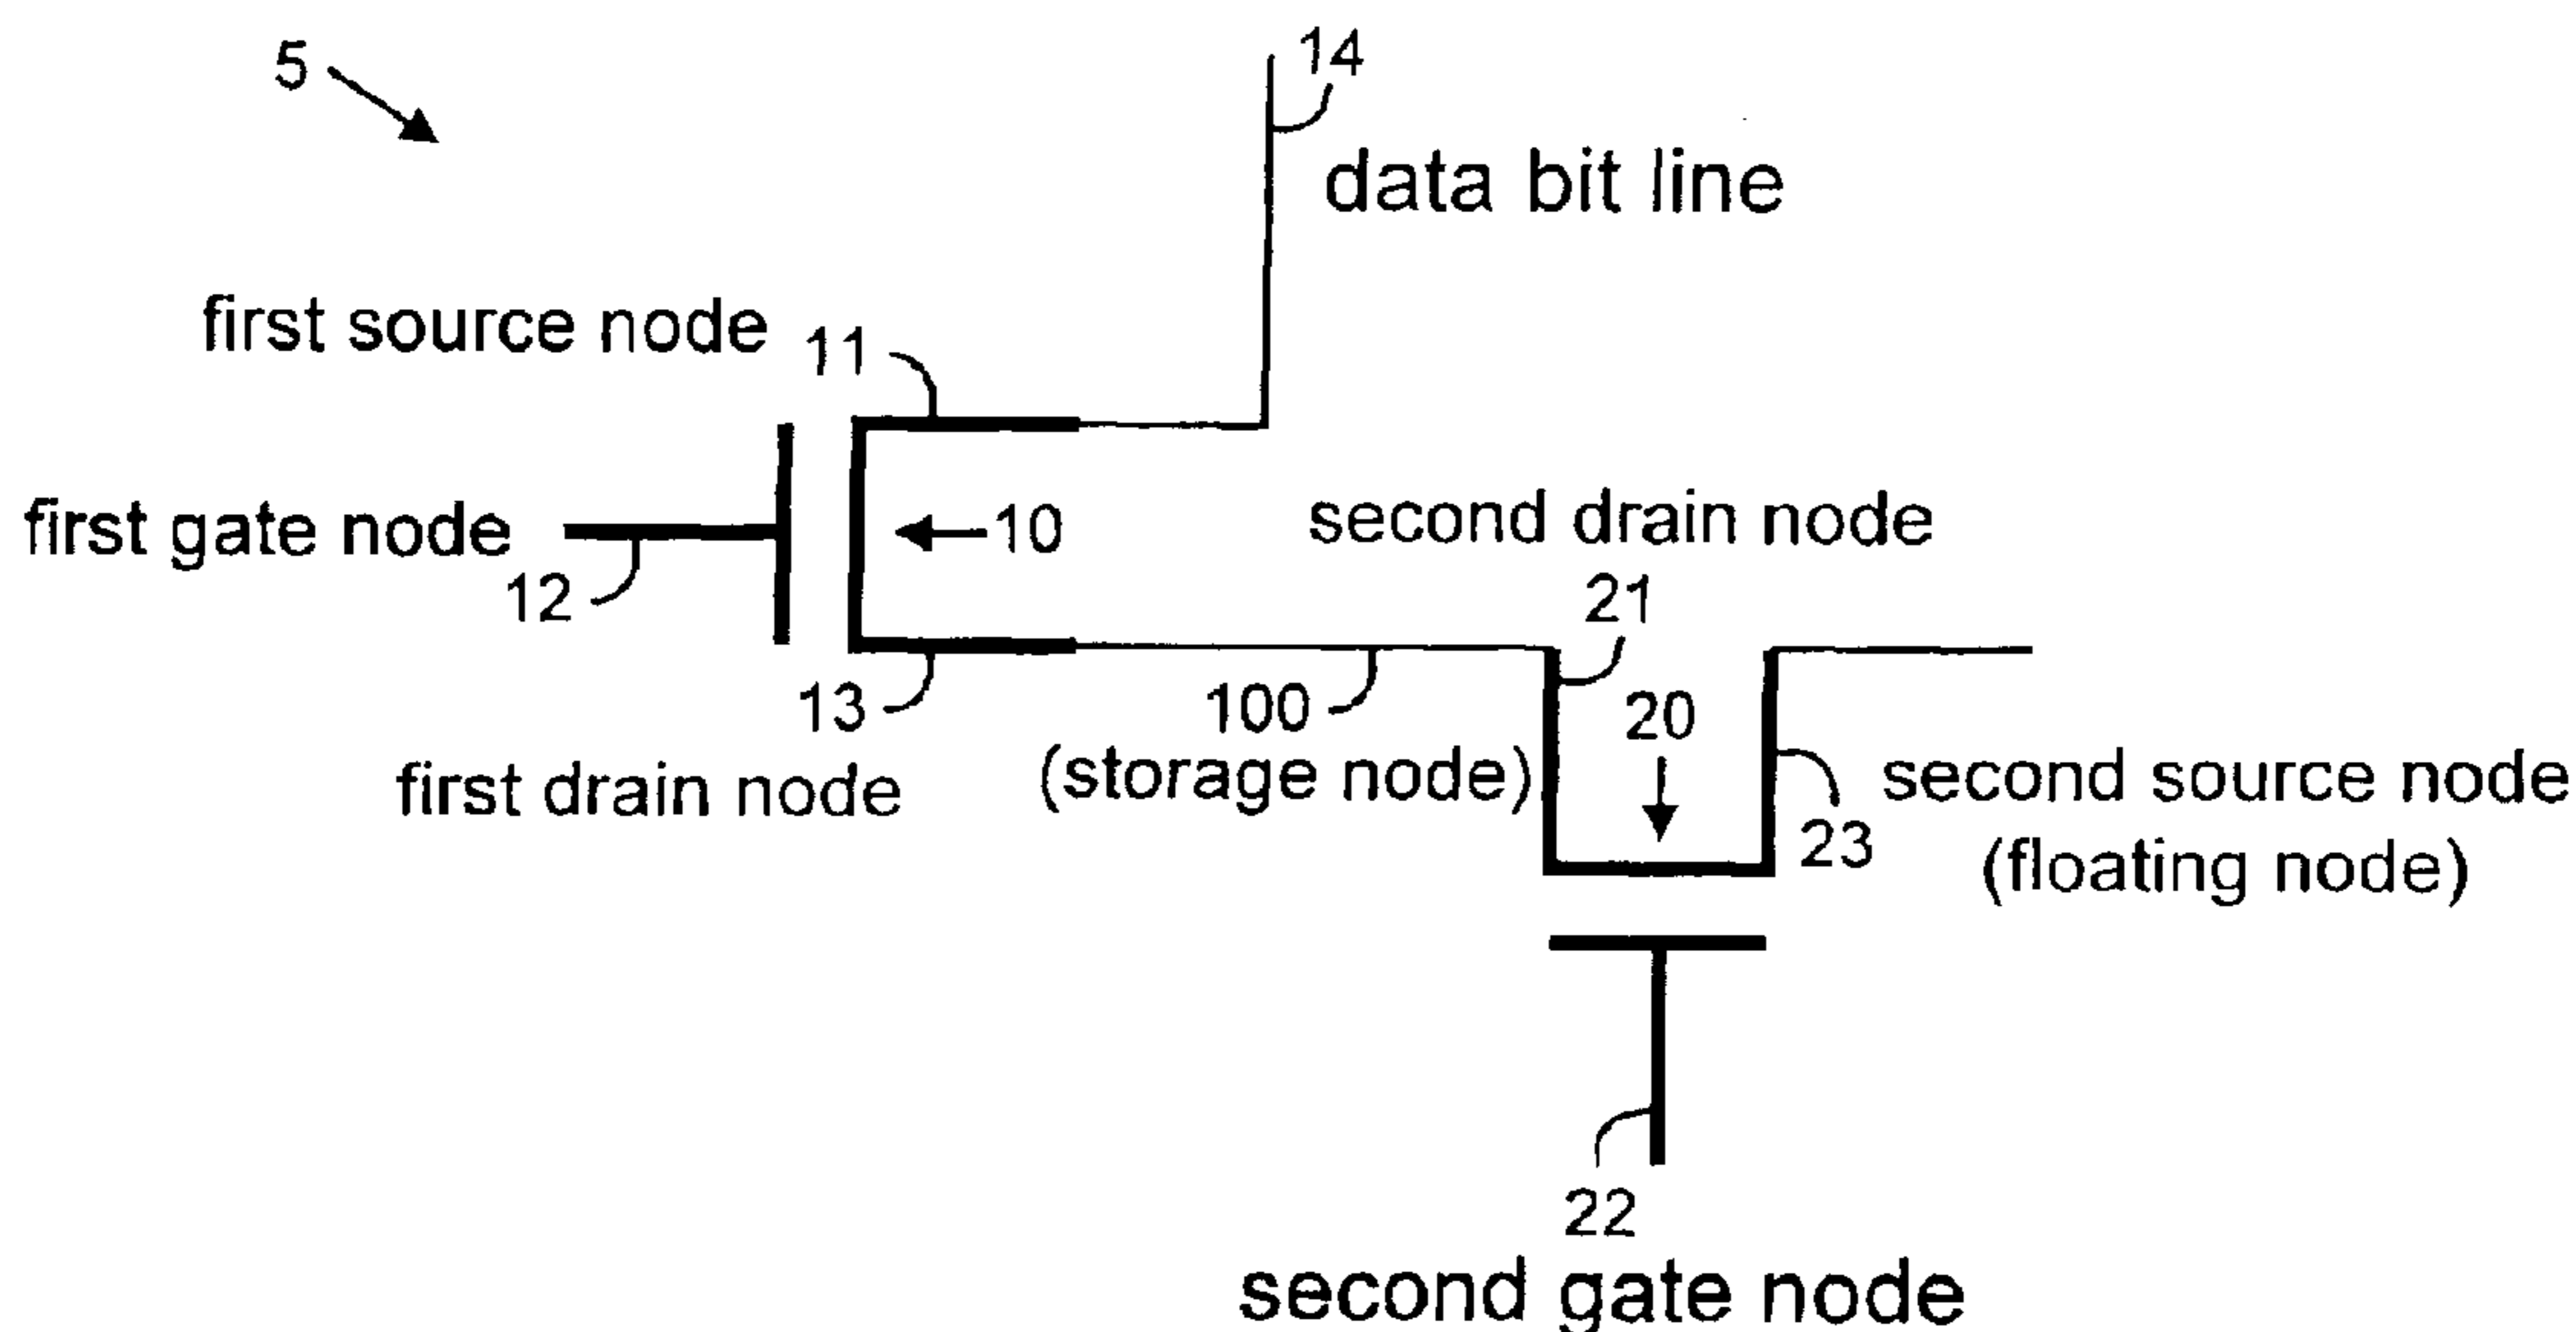 5
14
data bit line
first source node 11
first gate node
10
second drain node
12
21
13
100
20
first drain node
(storage node)
second source node
23
(floating node)
22
second gate node